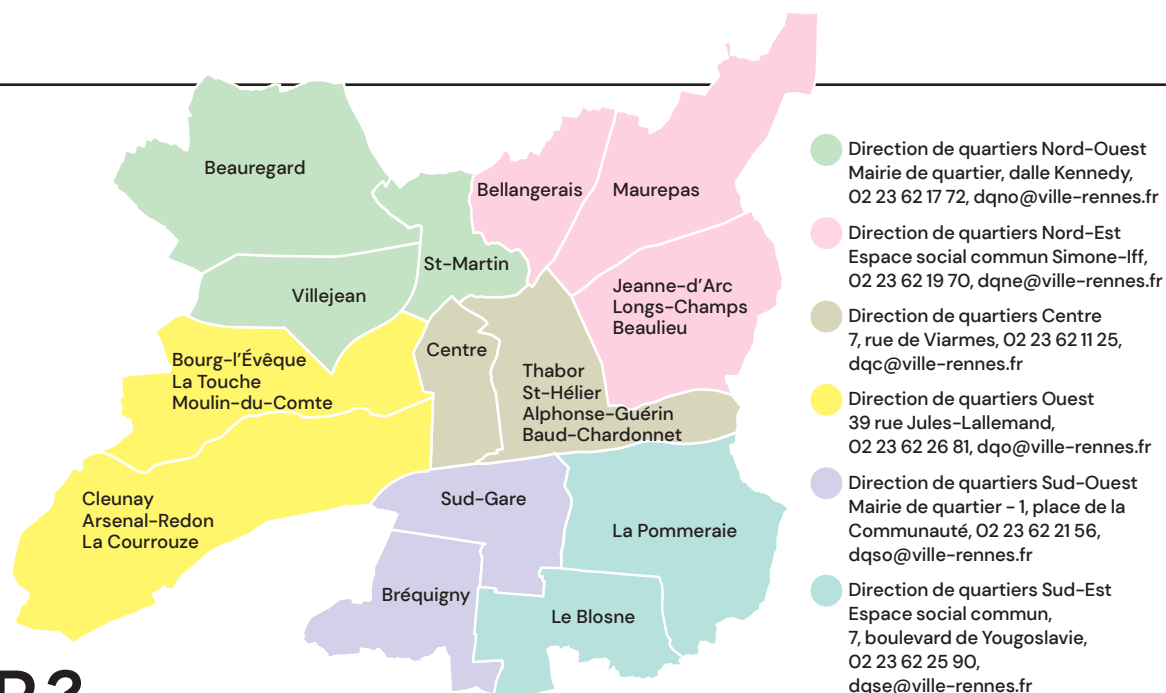 Beauregard
Bellangerais
Maurepas
St-Martin
Villejean
Jeanne-d'Arc
Longs-Champs
Beaulieu
Bourg-l'Évêque
La Touche
Moulin-du-Comte
Centre
Thabor
St-Hélier
Alphonse-Guérin
Baud-Chardonnet
Cleunay
Arsenal-Redon
La Courrouze
Sud-Gare
La Pommeraie
Bréquigny
Le Blosne
Direction de quartiers Nord-Ouest
Mairie de quartier, dalle Kennedy,
02 23 62 17 72, dqno@ville-rennes.fr
Direction de quartiers Nord-Est
Espace social commun Simone-Iff,
02 23 62 19 70, dqne@ville-rennes.fr
Direction de quartiers Centre
7, rue de Viarmes, 02 23 62 11 25,
dqc@ville-rennes.fr
Direction de quartiers Ouest
39 rue Jules-Lallemand,
02 23 62 26 81, dqo@ville-rennes.fr
Direction de quartiers Sud-Ouest
Mairie de quartier - 1, place de la
Communauté, 02 23 62 21 56,
dqso@ville-rennes.fr
Direction de quartiers Sud-Est
Espace social commun,
7, boulevard de Yougoslavie,
02 23 62 25 90,
dqse@ville-rennes.fr